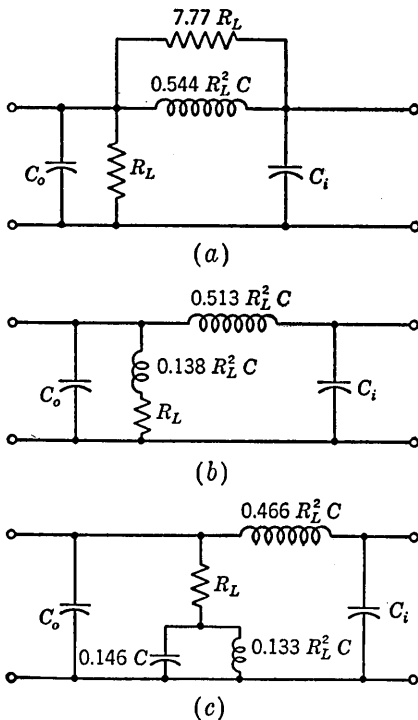 7.77 R_L
0.544 R_L^2 C
C_o
R_L
C_i
(a)
0.513 R_L^2 C
0.138 R_L^2 C
C_o
R_L
C_i
(b)
0.466 R_L^2 C
R_L
C_o
C_i
0.146 C
0.133 R_L^2 C
(c)